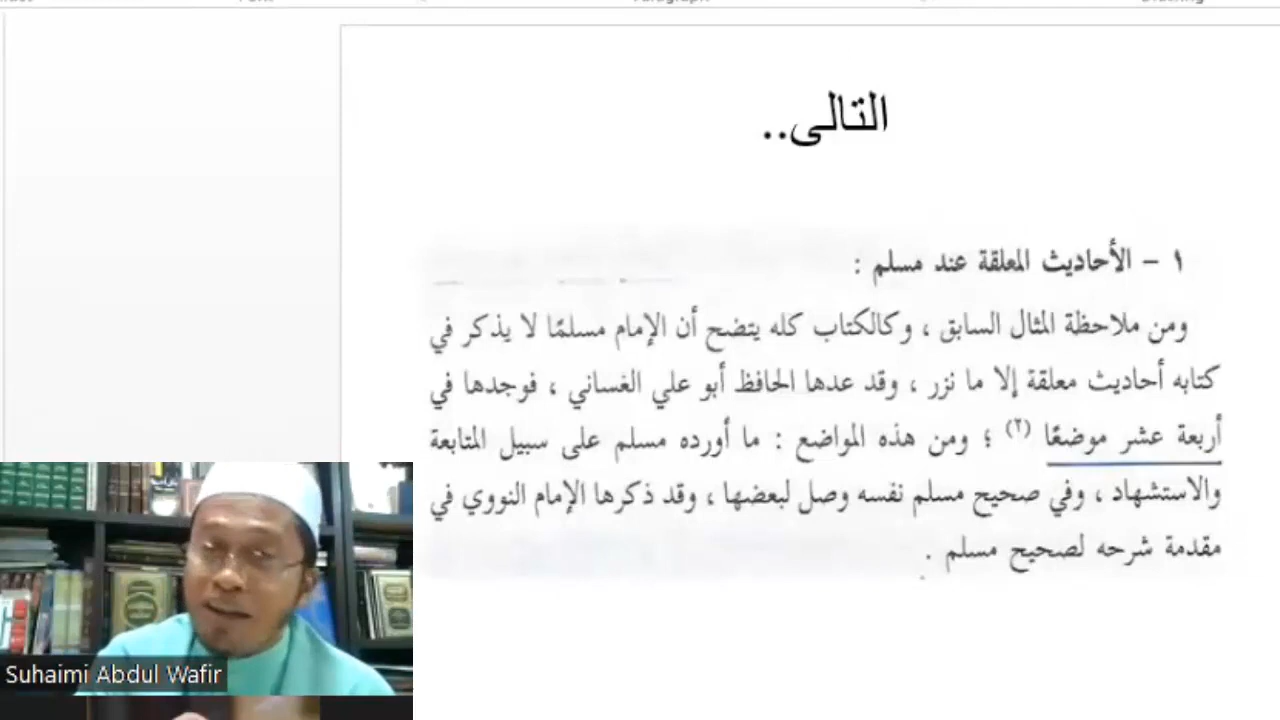 التالى..
١ - الأحاديث المعلقة عند مسلم :
ومن ملاحظة المثال السابق ، وكالكتاب كله يتضح أن الإمام مسلمًا لا يذكر في
كتابه أحاديث معلقة إلا ما نزر ، وقد عدها الحافظ أبو علي الغساني ، فوجدها في
أربعة عشر موضعًا (٢) ؛ ومن هذه المواضع : ما أورده مسلم على سبيل المتابعة
والاستشهاد ، وفي صحيح مسلم نفسه وصل لبعضها ، وقد ذكرها الإمام النووي في
مقدمة شرحه لصحيح مسلم .
Suhaimi Abdul Wafir